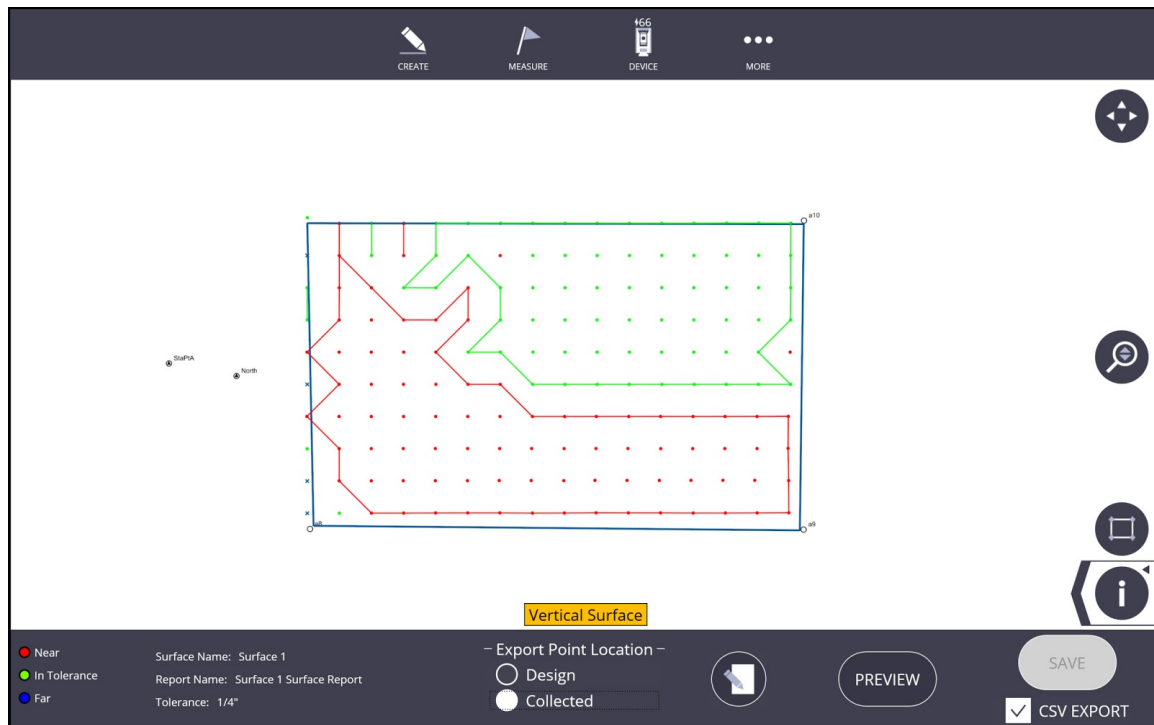 66
CREATE
MEASURE
DEVICE
MORE
a10
StaPtA
North
a8
a9
Vertical Surface
Near
In Tolerance
Far
Surface Name: Surface 1
Report Name: Surface 1 Surface Report
Tolerance: 1/4"
– Export Point Location –
Design
Collected
PREVIEW
SAVE
CSV EXPORT
i